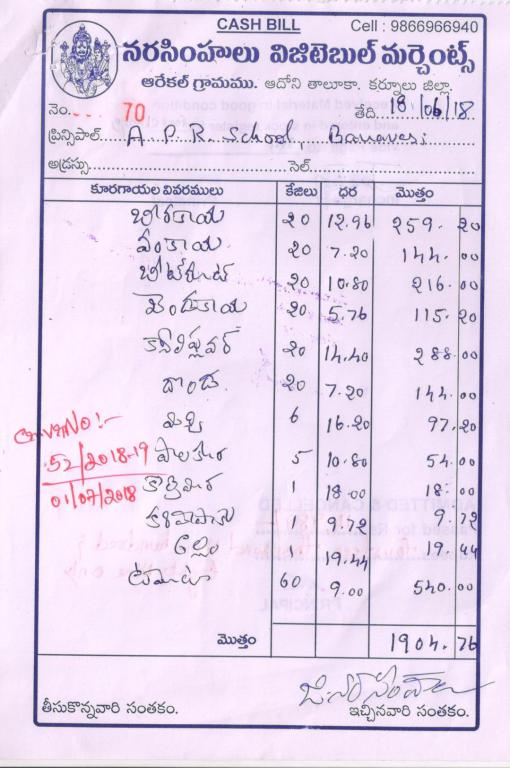 CASH BILL Cell : 9866966940
నరసింహులు విజిటెబుల్ మర్చెంట్స్
ఆరేకల్ గ్రామము. ఆదోని తాలూకా. కర్నూలు జిల్లా.
నెం. 70 తేది 18/06/18
ప్రిన్సిపాల్ A. P. R. School, Banavasi
అడ్రస్సు సెల్
కూరగాయల వివరములు కేజిలు ధర మొత్తం
బీరకాయ 20 12.96 259.20
వంకాయ 20 7.20 144.00
బీట్‌రూట్ 20 10.80 216.00
బెండకాయ 20 5.76 115.20
కాలీఫ్లవర్ 20 14.40 288.00
దొండ 20 7.20 144.00
మిర్చి 6 16.20 97.20
పాలకూర 5 10.80 54.00
కొత్తిమీర 1 18.00 18.00
కరివేపాకు 1 9.72 9.72
అల్లం 1 19.44 19.44
టమాట 60 9.00 540.00
NO :-
52/2018-19
01/07/2018
మొత్తం 1904.76
తీసుకొన్నవారి సంతకం. ఇచ్చినవారి సంతకం.